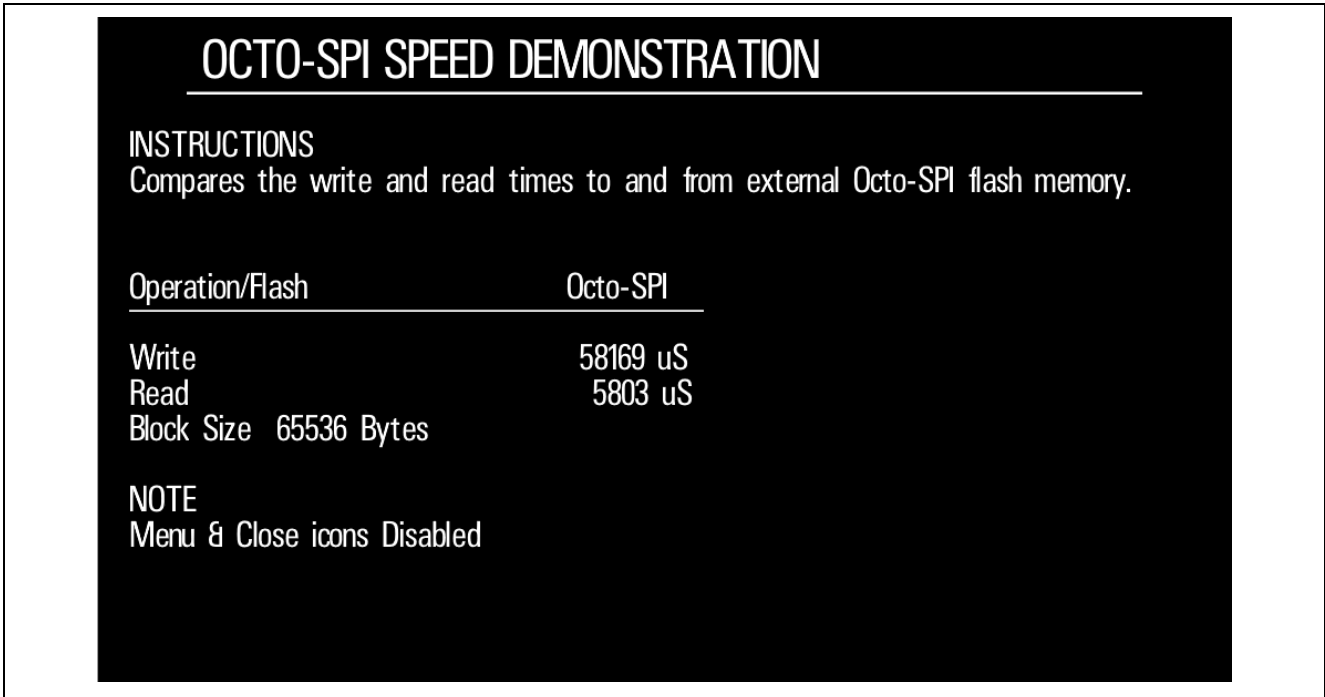 OCTO-SPI SPEED DEMONSTRATION
INSTRUCTIONS
Compares the write and read times to and from external Octo-SPI flash memory.
Operation/Flash Octo-SPI
Write 58169 uS
Read 5803 uS
Block Size 65536 Bytes
NOTE
Menu & Close icons Disabled